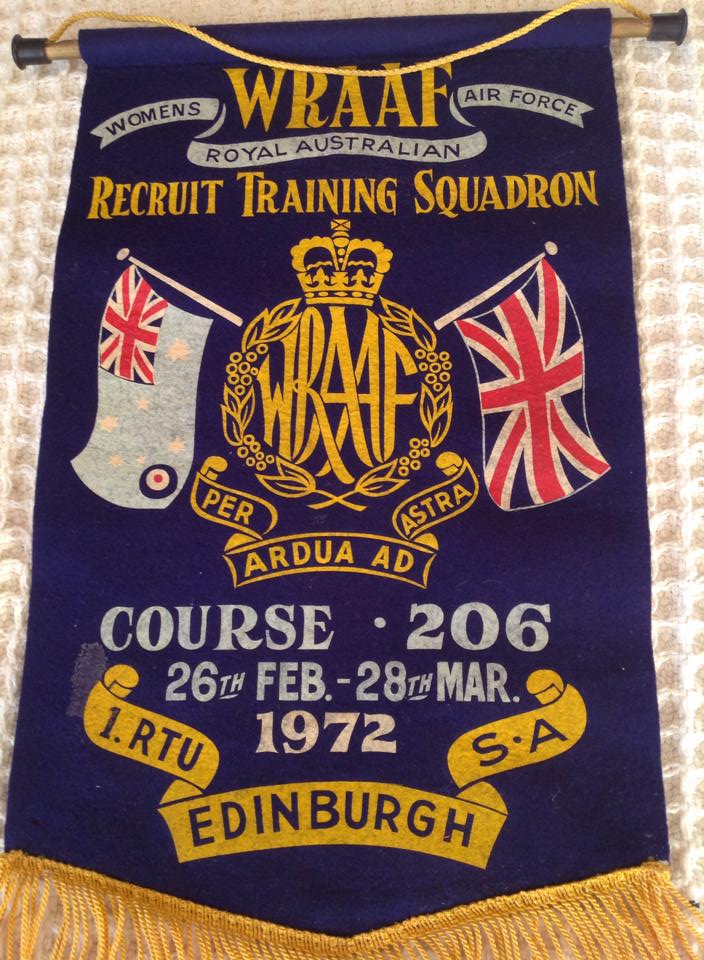 WRAAF
WOMENS ROYAL AUSTRALIAN AIR FORCE
RECRUIT TRAINING SQUADRON
WRAAF
PER ARDUA AD ASTRA
COURSE · 206
26TH FEB. - 28TH MAR.
1972
1. RTU EDINBURGH S·A